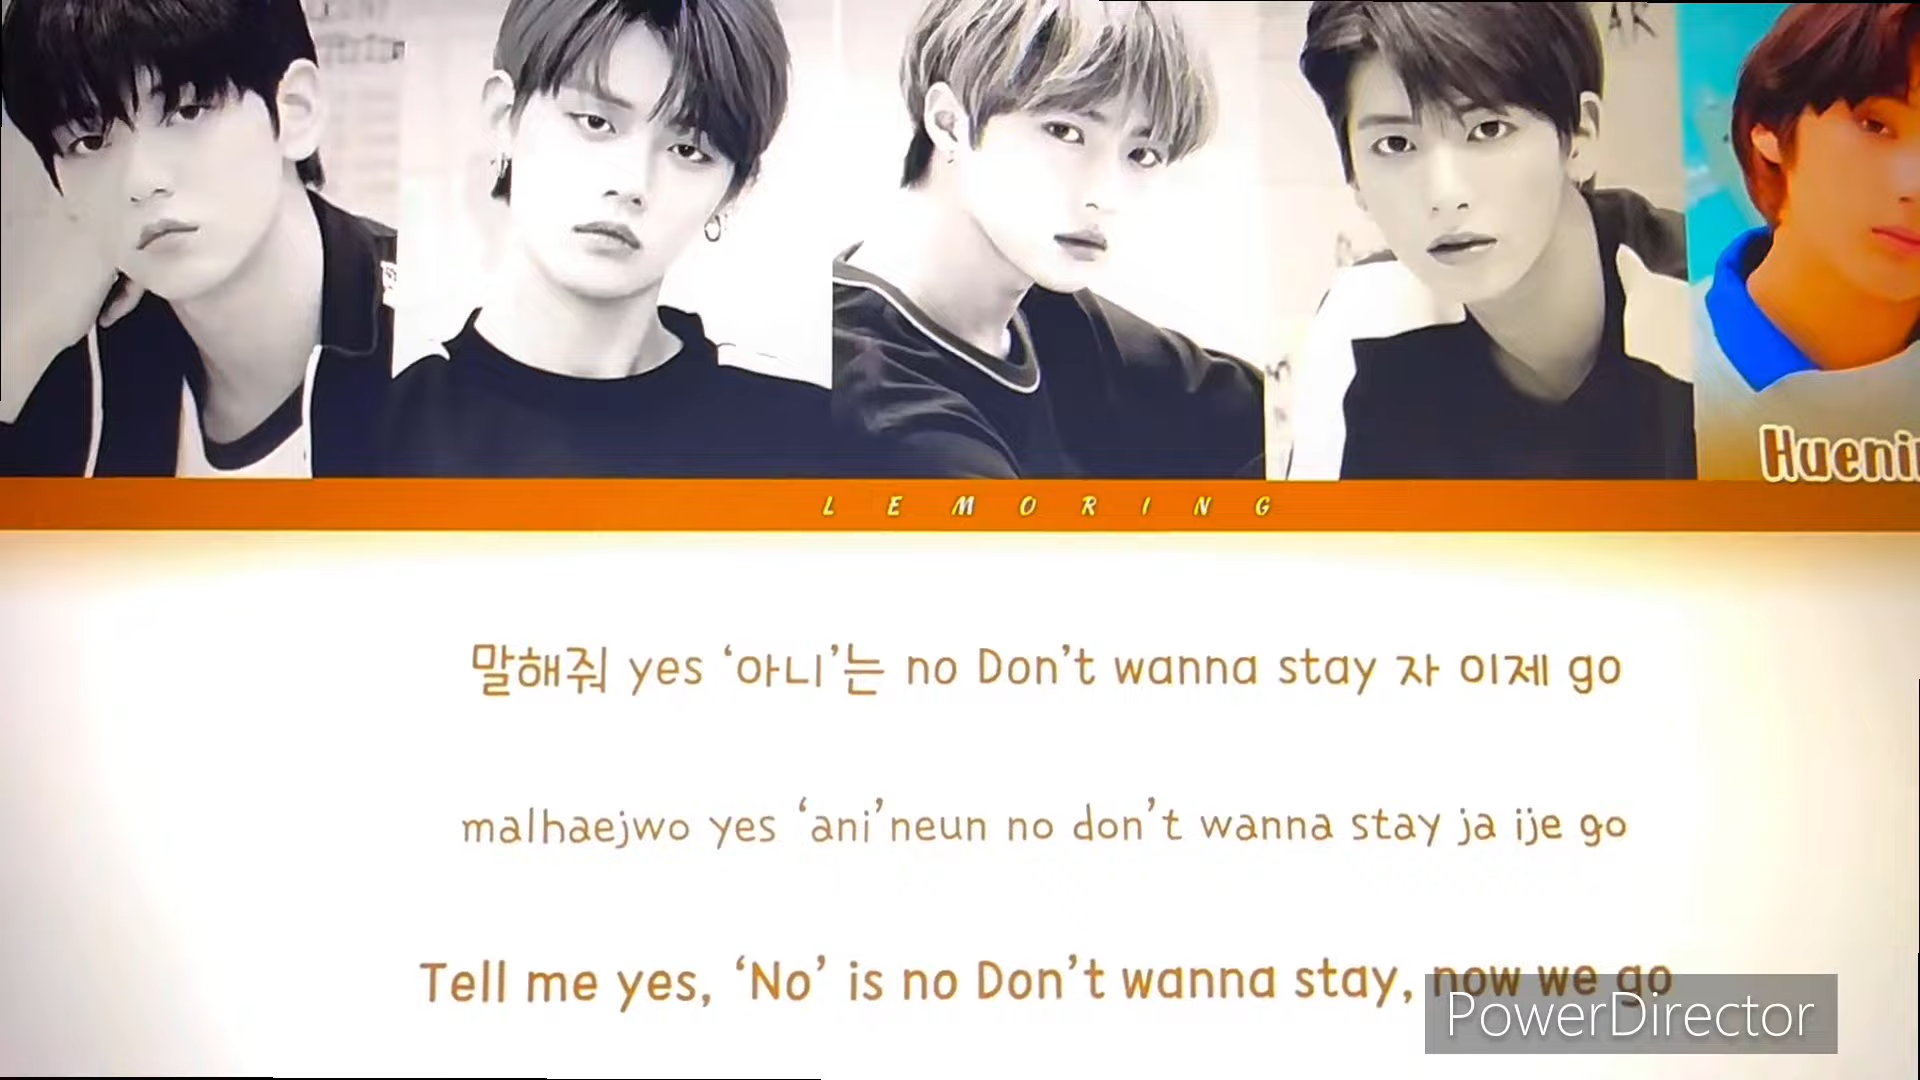 Hueni
L E M O R I N G
말해줘 yes ‘아니’는 no Don’t wanna stay 자 이제 go
malhaejwo yes ‘ani’neun no don’t wanna stay ja ije go
Tell me yes, ‘No’ is no Don’t wanna stay, now we go
PowerDirector